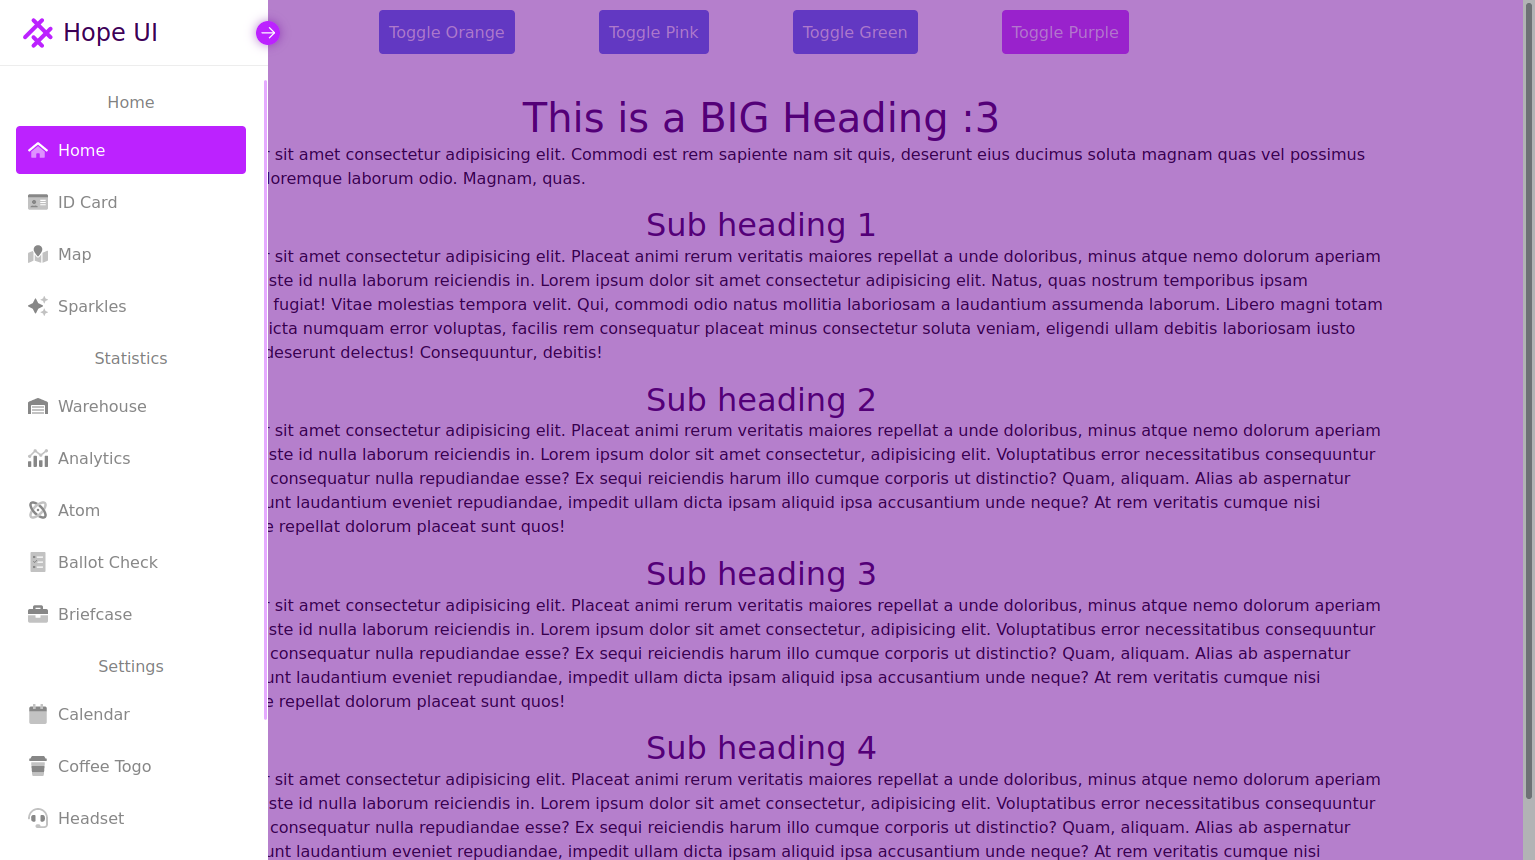 Hope UI
Home
Home
ID Card
Map
Sparkles
Statistics
Warehouse
Analytics
Atom
Ballot Check
Briefcase
Settings
Calendar
Coffee Togo
Headset
Toggle Orange
Toggle Pink
Toggle Green
Toggle Purple
This is a BIG Heading :3
sit amet consectetur adipisicing elit. Commodi est rem sapiente nam sit quis, deserunt eius ducimus soluta magnam quas vel possimus
loremque laborum odio. Magnam, quas.
Sub heading 1
sit amet consectetur adipisicing elit. Placeat animi rerum veritatis maiores repellat a unde doloribus, minus atque nemo dolorum aperiam
ste id nulla laborum reiciendis in. Lorem ipsum dolor sit amet consectetur adipisicing elit. Natus, quas nostrum temporibus ipsam
fugiat! Vitae molestias tempora velit. Qui, commodi odio natus mollitia laboriosam a laudantium assumenda laborum. Libero magni totam
icta numquam error voluptas, facilis rem consequatur placeat minus consectetur soluta veniam, eligendi ullam debitis laboriosam iusto
deserunt delectus! Consequuntur, debitis!
Sub heading 2
sit amet consectetur adipisicing elit. Placeat animi rerum veritatis maiores repellat a unde doloribus, minus atque nemo dolorum aperiam
ste id nulla laborum reiciendis in. Lorem ipsum dolor sit amet consectetur, adipisicing elit. Voluptatibus error necessitatibus consequuntur
consequatur nulla repudiandae esse? Ex sequi reiciendis harum illo cumque corporis ut distinctio? Quam, aliquam. Alias ab aspernatur
unt laudantium eveniet repudiandae, impedit ullam dicta ipsam aliquid ipsa accusantium unde neque? At rem veritatis cumque nisi
e repellat dolorum placeat sunt quos!
Sub heading 3
sit amet consectetur adipisicing elit. Placeat animi rerum veritatis maiores repellat a unde doloribus, minus atque nemo dolorum aperiam
ste id nulla laborum reiciendis in. Lorem ipsum dolor sit amet consectetur, adipisicing elit. Voluptatibus error necessitatibus consequuntur
consequatur nulla repudiandae esse? Ex sequi reiciendis harum illo cumque corporis ut distinctio? Quam, aliquam. Alias ab aspernatur
unt laudantium eveniet repudiandae, impedit ullam dicta ipsam aliquid ipsa accusantium unde neque? At rem veritatis cumque nisi
e repellat dolorum placeat sunt quos!
Sub heading 4
sit amet consectetur adipisicing elit. Placeat animi rerum veritatis maiores repellat a unde doloribus, minus atque nemo dolorum aperiam
ste id nulla laborum reiciendis in. Lorem ipsum dolor sit amet consectetur, adipisicing elit. Voluptatibus error necessitatibus consequuntur
consequatur nulla repudiandae esse? Ex sequi reiciendis harum illo cumque corporis ut distinctio? Quam, aliquam. Alias ab aspernatur
unt laudantium eveniet repudiandae, impedit ullam dicta ipsam aliquid ipsa accusantium unde neque? At rem veritatis cumque nisi